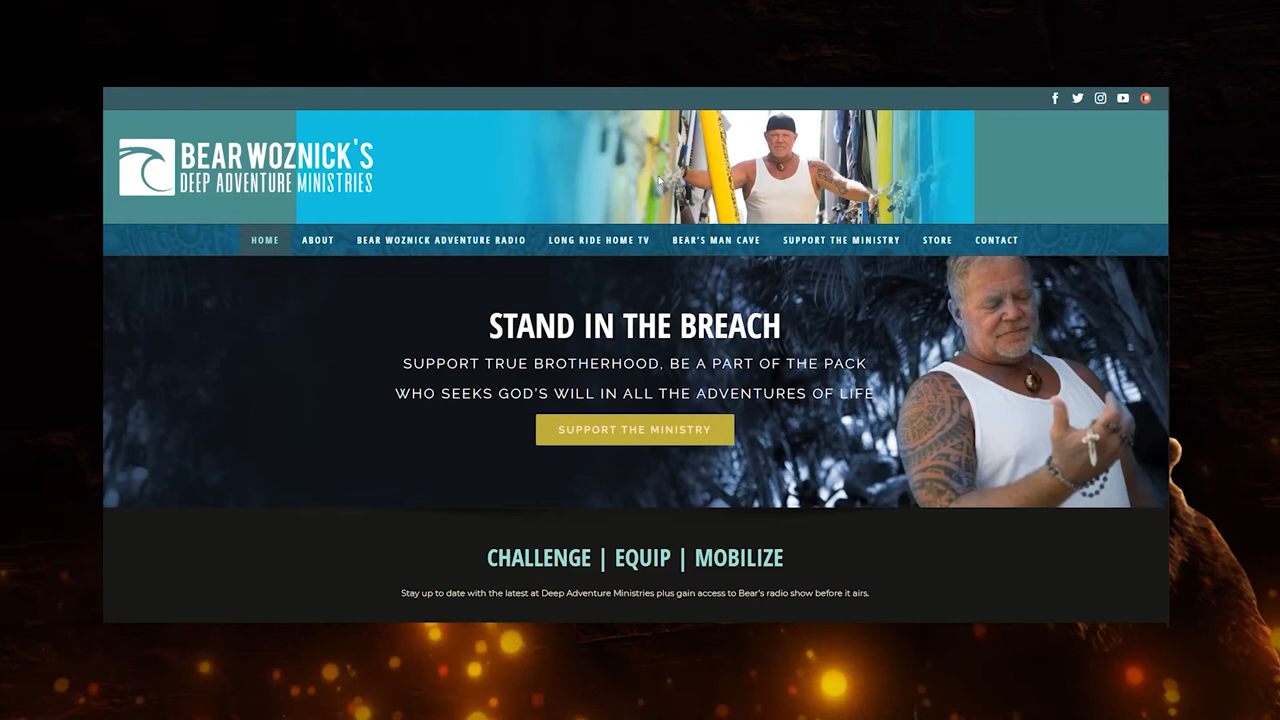 BEAR WOZNICK'S
DEEP ADVENTURE MINISTRIES
HOME ABOUT BEAR WOZNICK ADVENTURE RADIO LONG RIDE HOME TV BEAR'S MAN CAVE SUPPORT THE MINISTRY STORE CONTACT
STAND IN THE BREACH
SUPPORT TRUE BROTHERHOOD, BE A PART OF THE PACK
WHO SEEKS GOD'S WILL IN ALL THE ADVENTURES OF LIFE
SUPPORT THE MINISTRY
CHALLENGE | EQUIP | MOBILIZE
Stay up to date with the latest at Deep Adventure Ministries plus gain access to Bear's radio show before it airs.